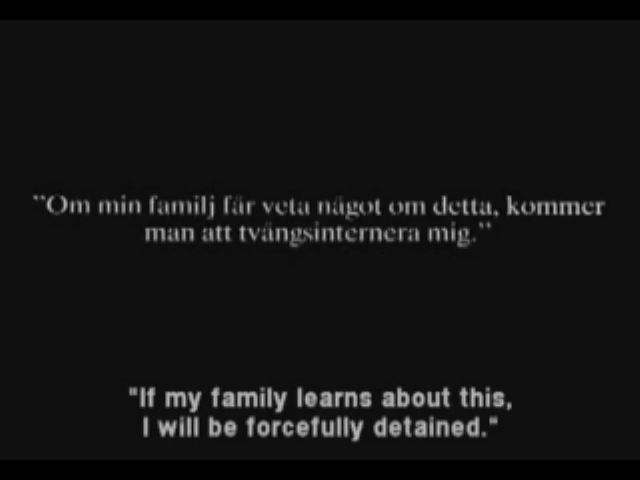 "Om min familj får veta något om detta, kommer
man att tvångsinternera mig."
"If my family learns about this,
I will be forcefully detained."